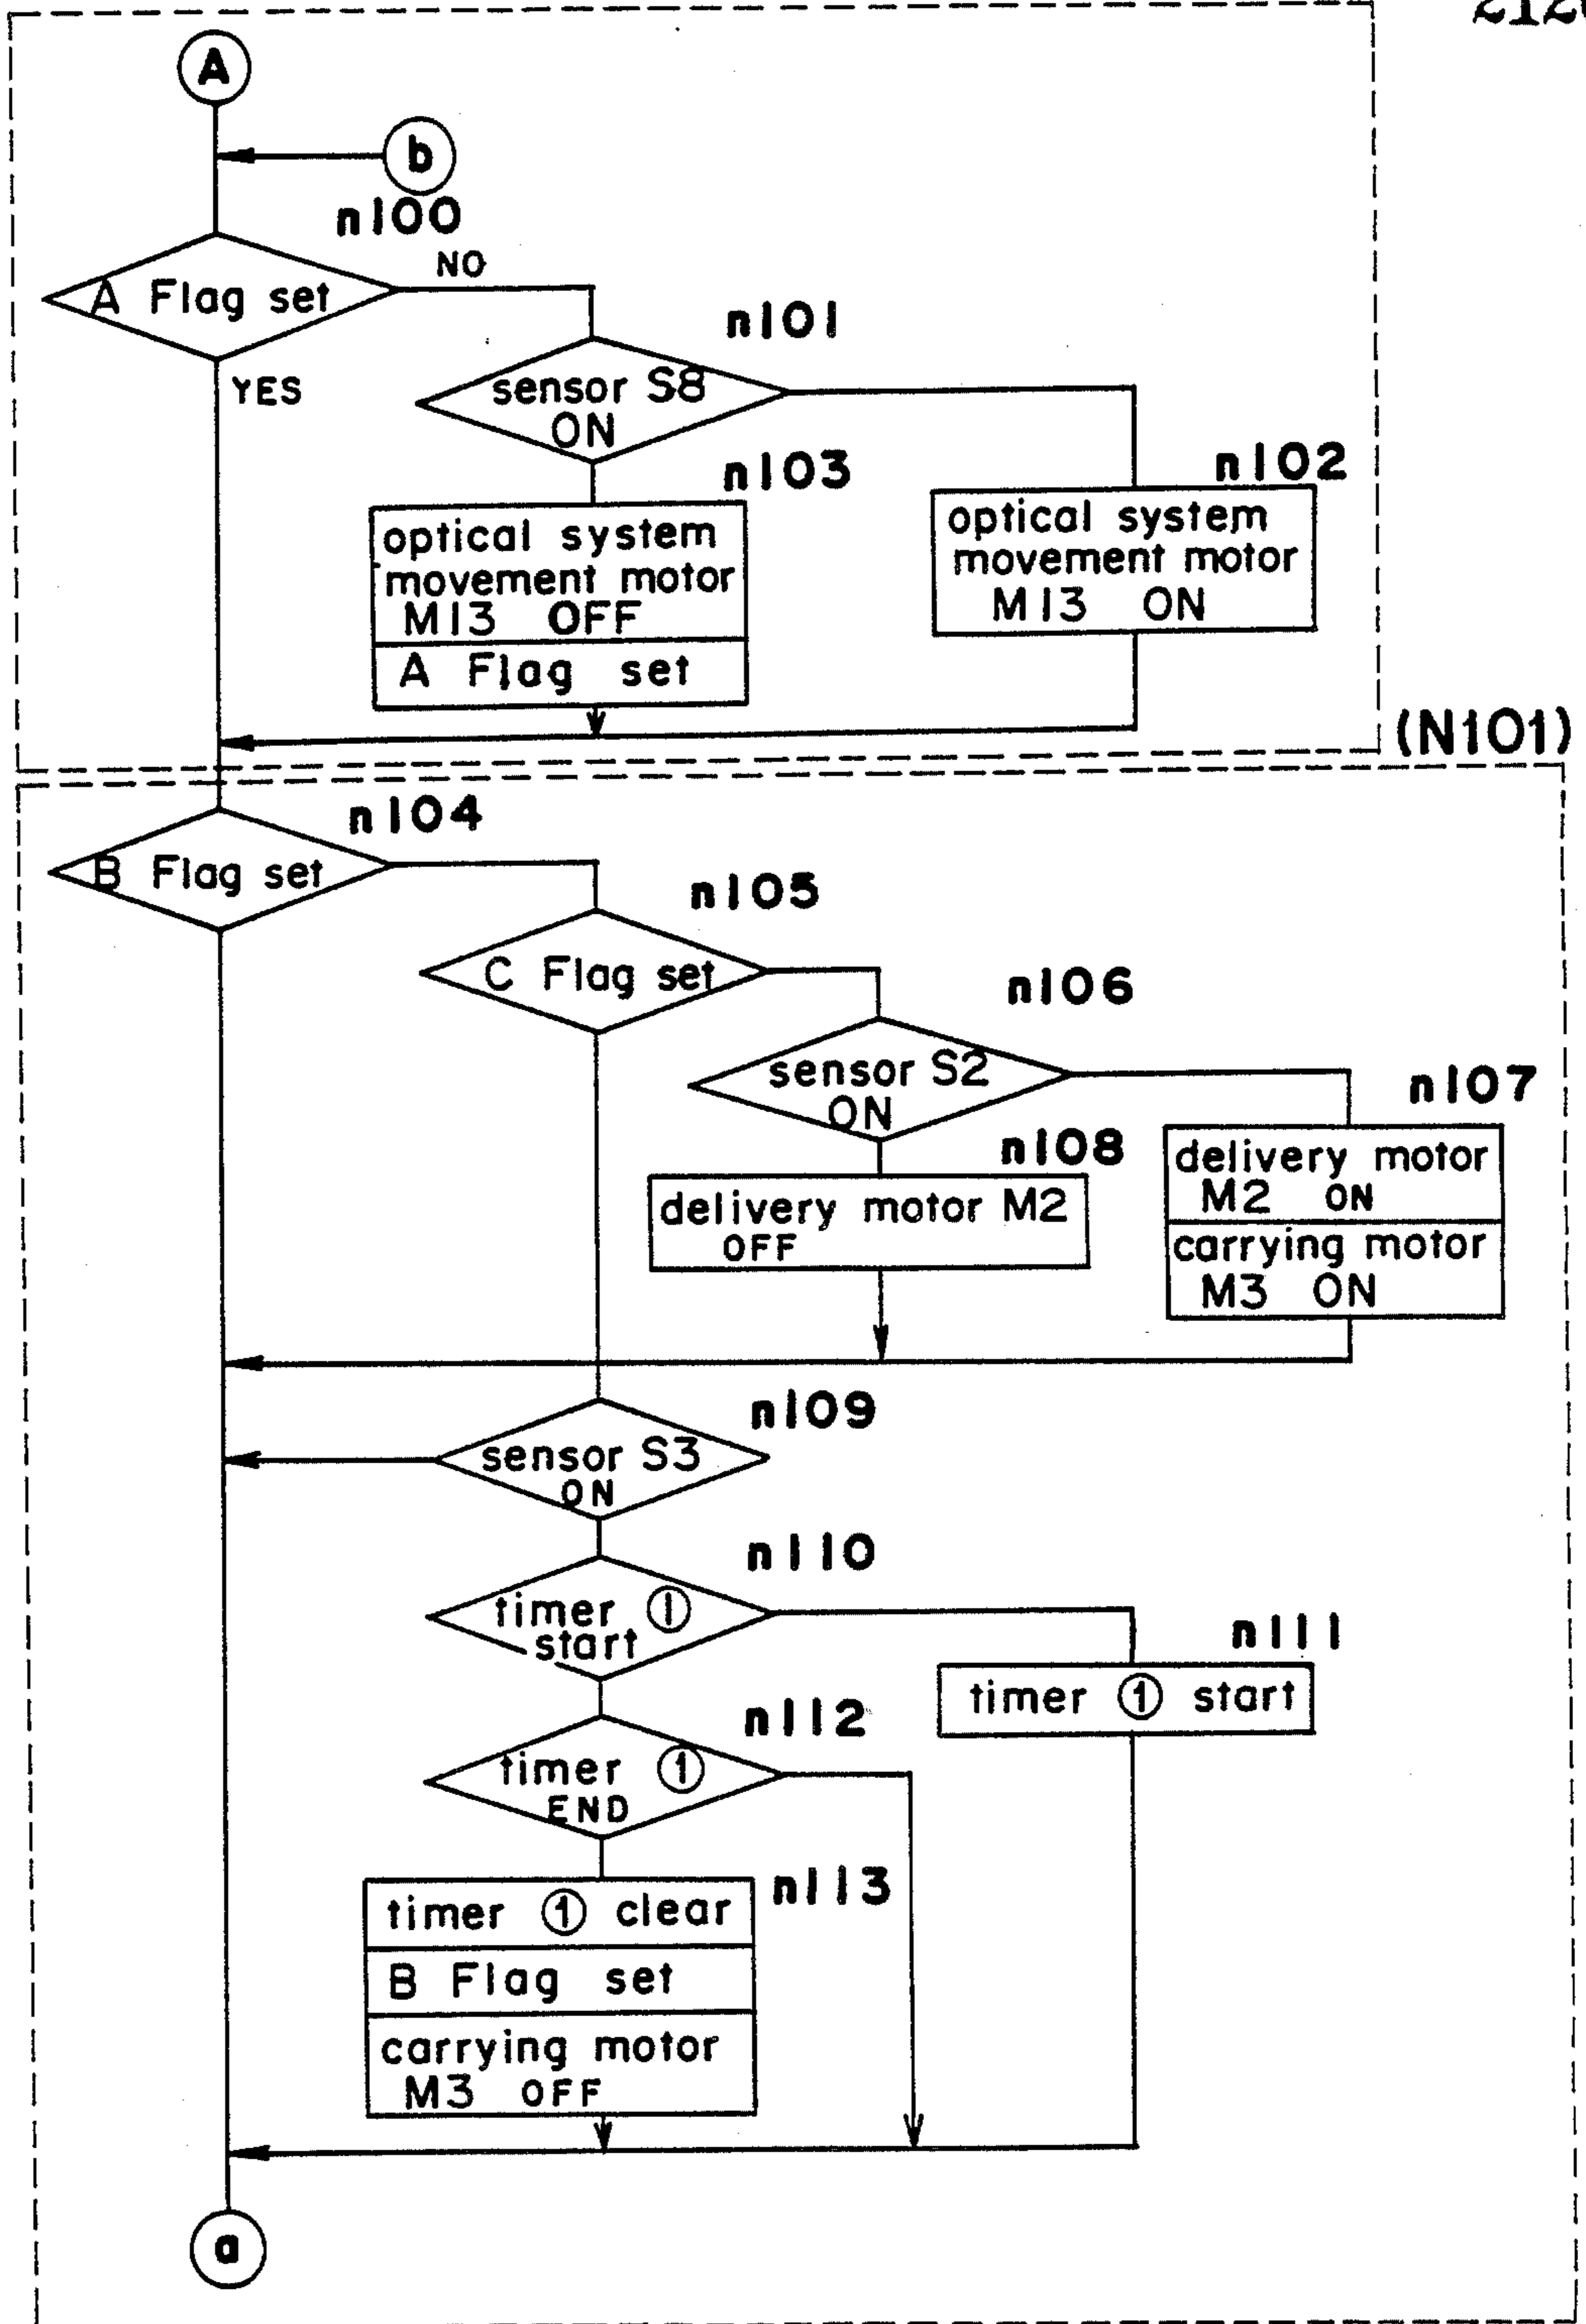 A
b
n100
A Flag set
NO
YES
n101
sensor S8
ON
n103
optical system
movement motor
M13 OFF
A Flag set
n102
optical system
movement motor
M13 ON
(N101)
n104
B Flag set
n105
C Flag set
n106
sensor S2
ON
n107
delivery motor
M2 ON
carrying motor
M3 ON
n108
delivery motor M2
OFF
n109
sensor S3
ON
n110
timer ①
start
n111
timer ① start
n112
timer ①
END
n113
timer ① clear
B Flag set
carrying motor
M3 OFF
a